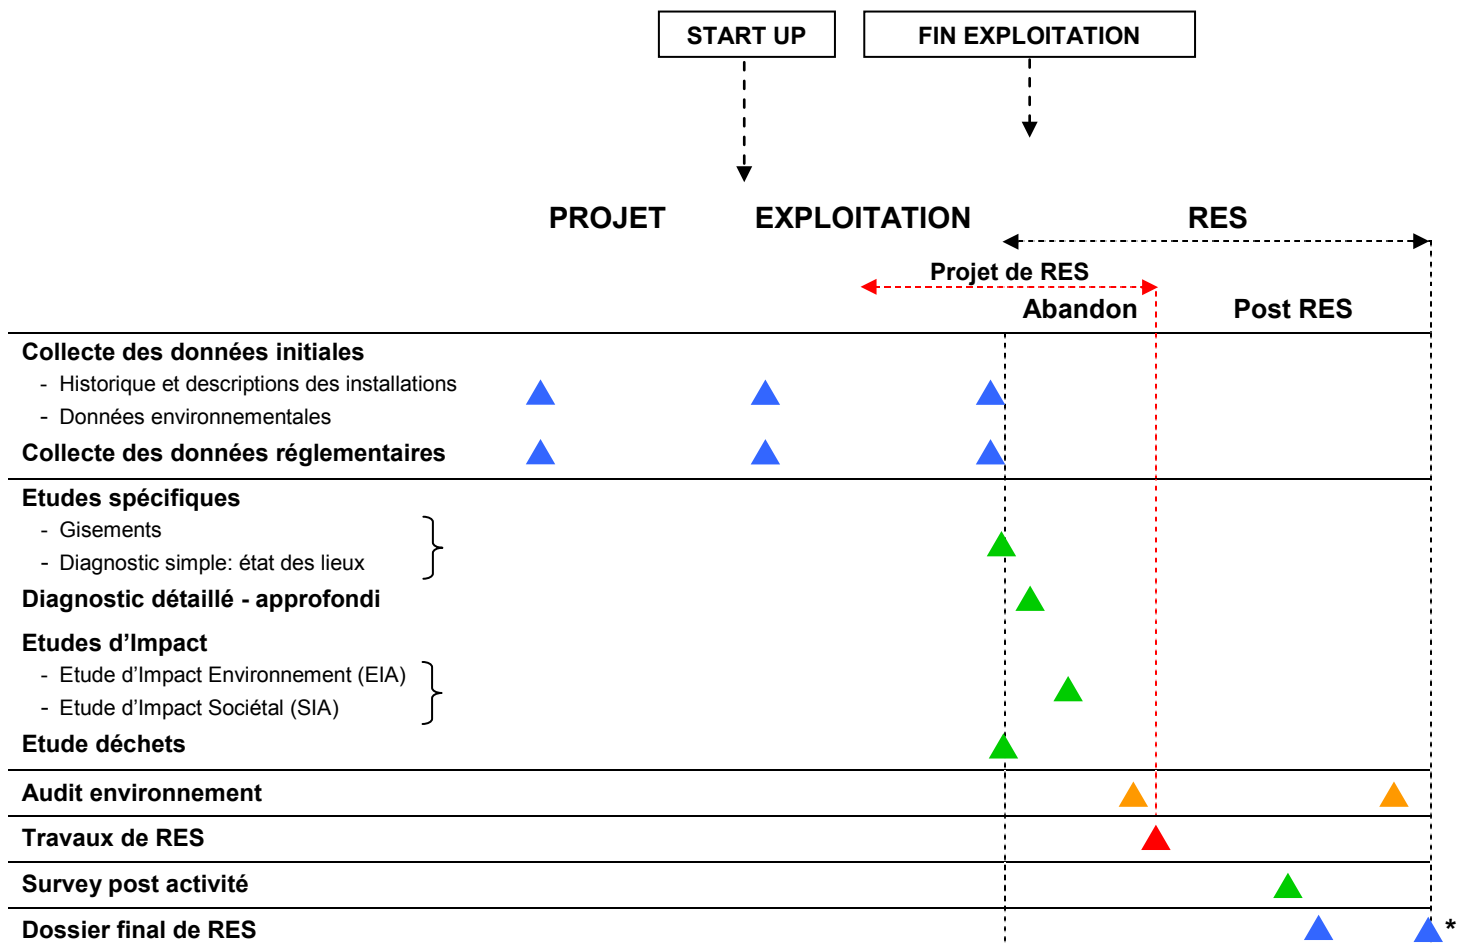 START UP
FIN EXPLOITATION
PROJET
EXPLOITATION
RES
Projet de RES
Abandon
Post RES
Collecte des données initiales
- Historique et descriptions des installations
- Données environnementales
Collecte des données réglementaires
Etudes spécifiques
- Gisements
- Diagnostic simple: état des lieux
Diagnostic détaillé - approfondi
Etudes d’Impact
- Etude d’Impact Environnement (EIA)
- Etude d’Impact Sociétal (SIA)
Etude déchets
Audit environnement
Travaux de RES
Survey post activité
Dossier final de RES
*